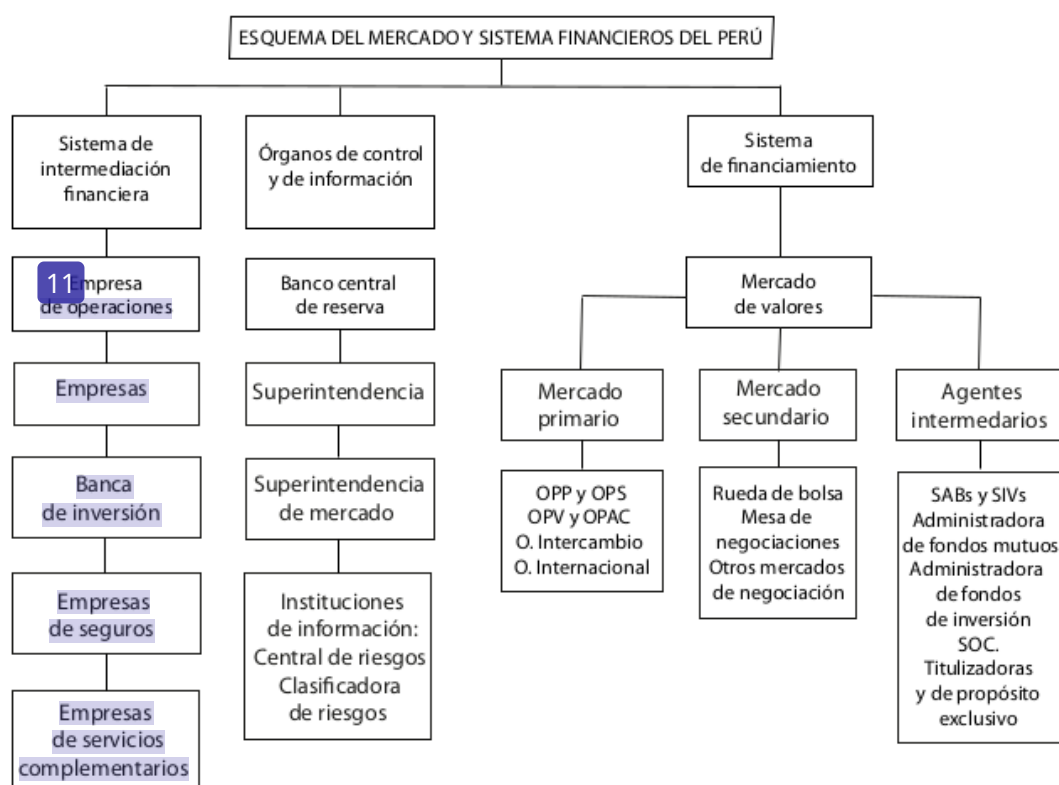 ESQUEMA DEL MERCADO Y SISTEMA FINANCIEROS DEL PERÚ
Sistema de
intermediación
financiera
Empresa
de operaciones
11
Empresas
Banca
de inversión
Empresas
de seguros
Empresas
de servicios
complementarios
Órganos de control
y de información
Banco central
de reserva
Superintendencia
Superintendencia
de mercado
Instituciones
de información:
Central de riesgos
Clasificadora
de riesgos
Sistema
de financiamiento
Mercado
de valores
Mercado
primario
OPP y OPS
OPV y OPAC
O. Intercambio
O. Internacional
Mercado
secundario
Rueda de bolsa
Mesa de
negociaciones
Otros mercados
de negociación
Agentes
intermedarios
SABs y SIVs
Administradora
de fondos mutuos
Administradora
de fondos
de inversión
SOC.
Titulizadoras
y de propósito
exclusivo